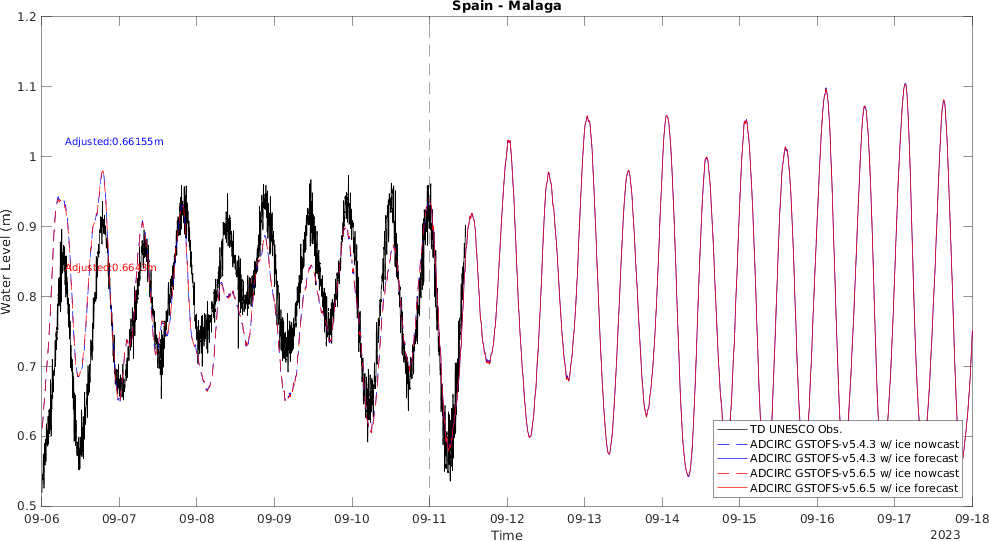 Spain - Malaga
1.2
1.1
1
0.9
0.8
0.7
0.6
0.5
Water Level (m)
Adjusted:0.66155m
TD UNESCO Obs.
ADCIRC GSTOFS-v5.4.3 w/ ice nowcast
ADCIRC GSTOFS-v5.4.3 w/ ice forecast
ADCIRC GSTOFS-v5.6.5 w/ ice nowcast
ADCIRC GSTOFS-v5.6.5 w/ ice forecast
09-06 09-07 09-08 09-09 09-10 09-11 09-12 09-13 09-14 09-15 09-16 09-17 09-18
Time
2023